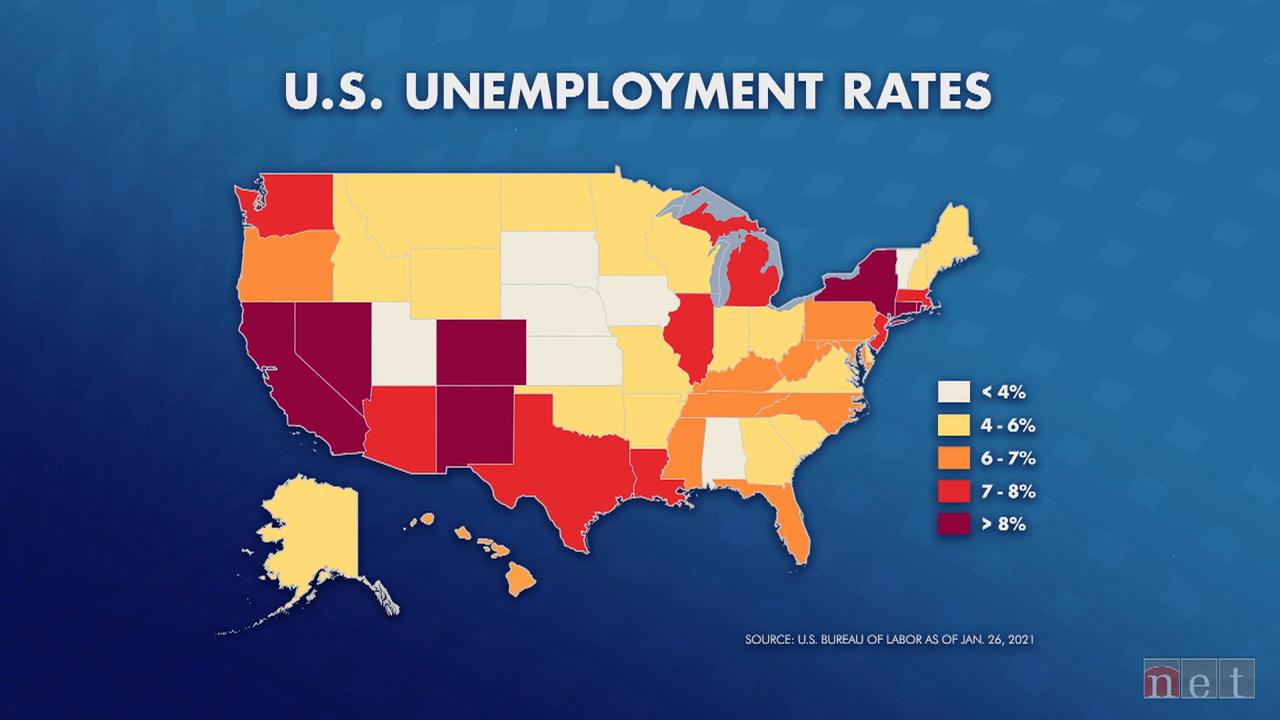 U.S. UNEMPLOYMENT RATES
< 4%
4 - 6%
6 - 7%
7 - 8%
> 8%
SOURCE: U.S. BUREAU OF LABOR AS OF JAN. 26, 2021
net